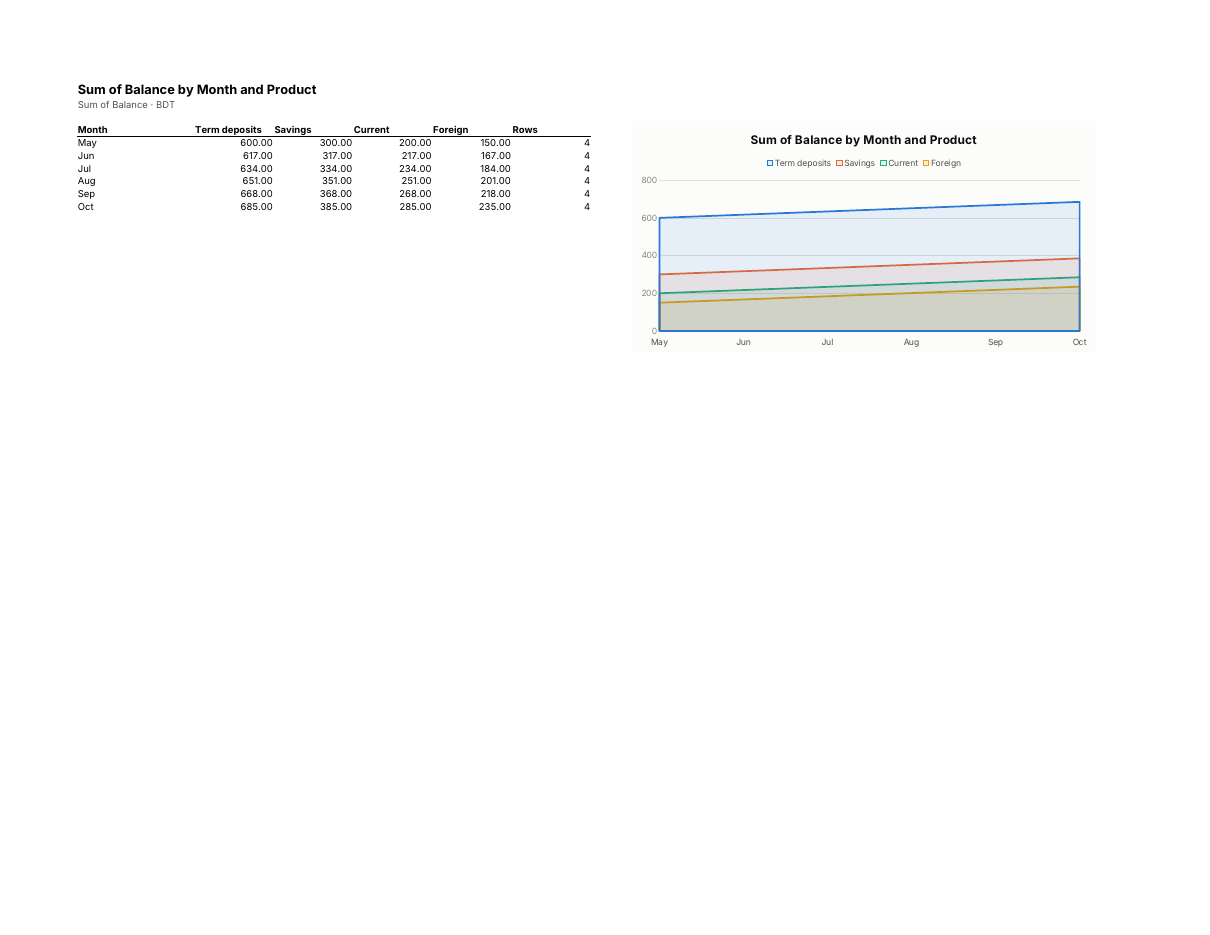 Sum of Balance by Month and Product
Sum of Balance · BDT
Month Term deposits Savings Current Foreign Rows
May 600.00 300.00 200.00 150.00 4
Jun 617.00 317.00 217.00 167.00 4
Jul 634.00 334.00 234.00 184.00 4
Aug 651.00 351.00 251.00 201.00 4
Sep 668.00 368.00 268.00 218.00 4
Oct 685.00 385.00 285.00 235.00 4
Sum of Balance by Month and Product
Term deposits Savings Current Foreign
800
600
400
200
0
May Jun Jul Aug Sep Oct